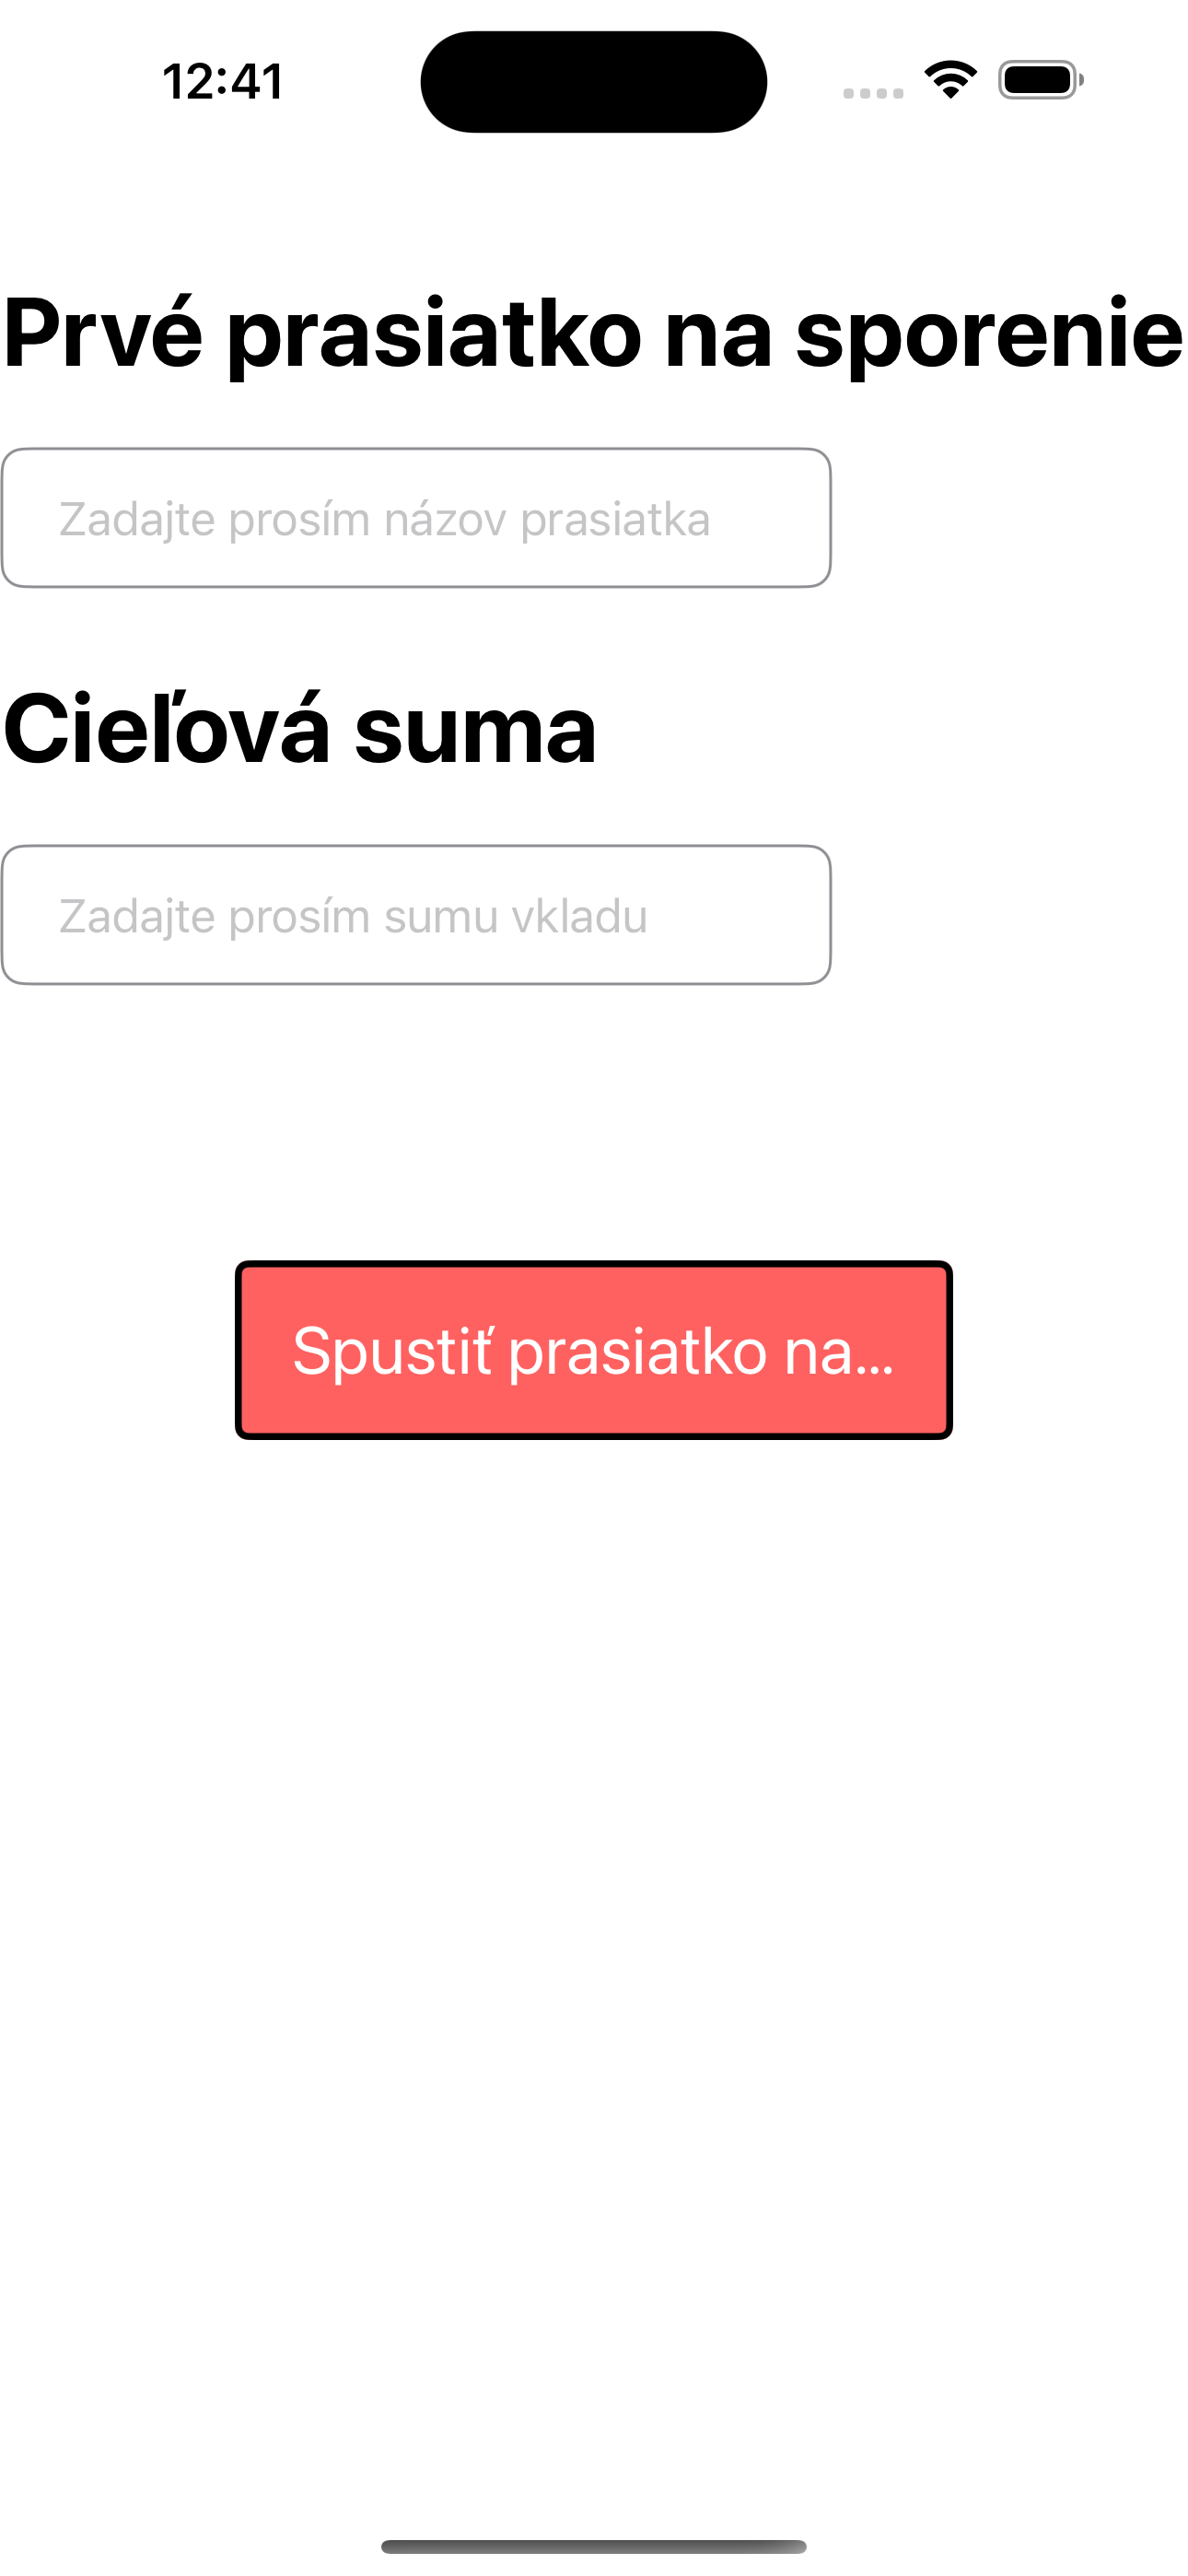 12:41
Prvé prasiatko na sporenie
Zadajte prosím názov prasiatka
Cieľová suma
Zadajte prosím sumu vkladu
Spustiť prasiatko na...